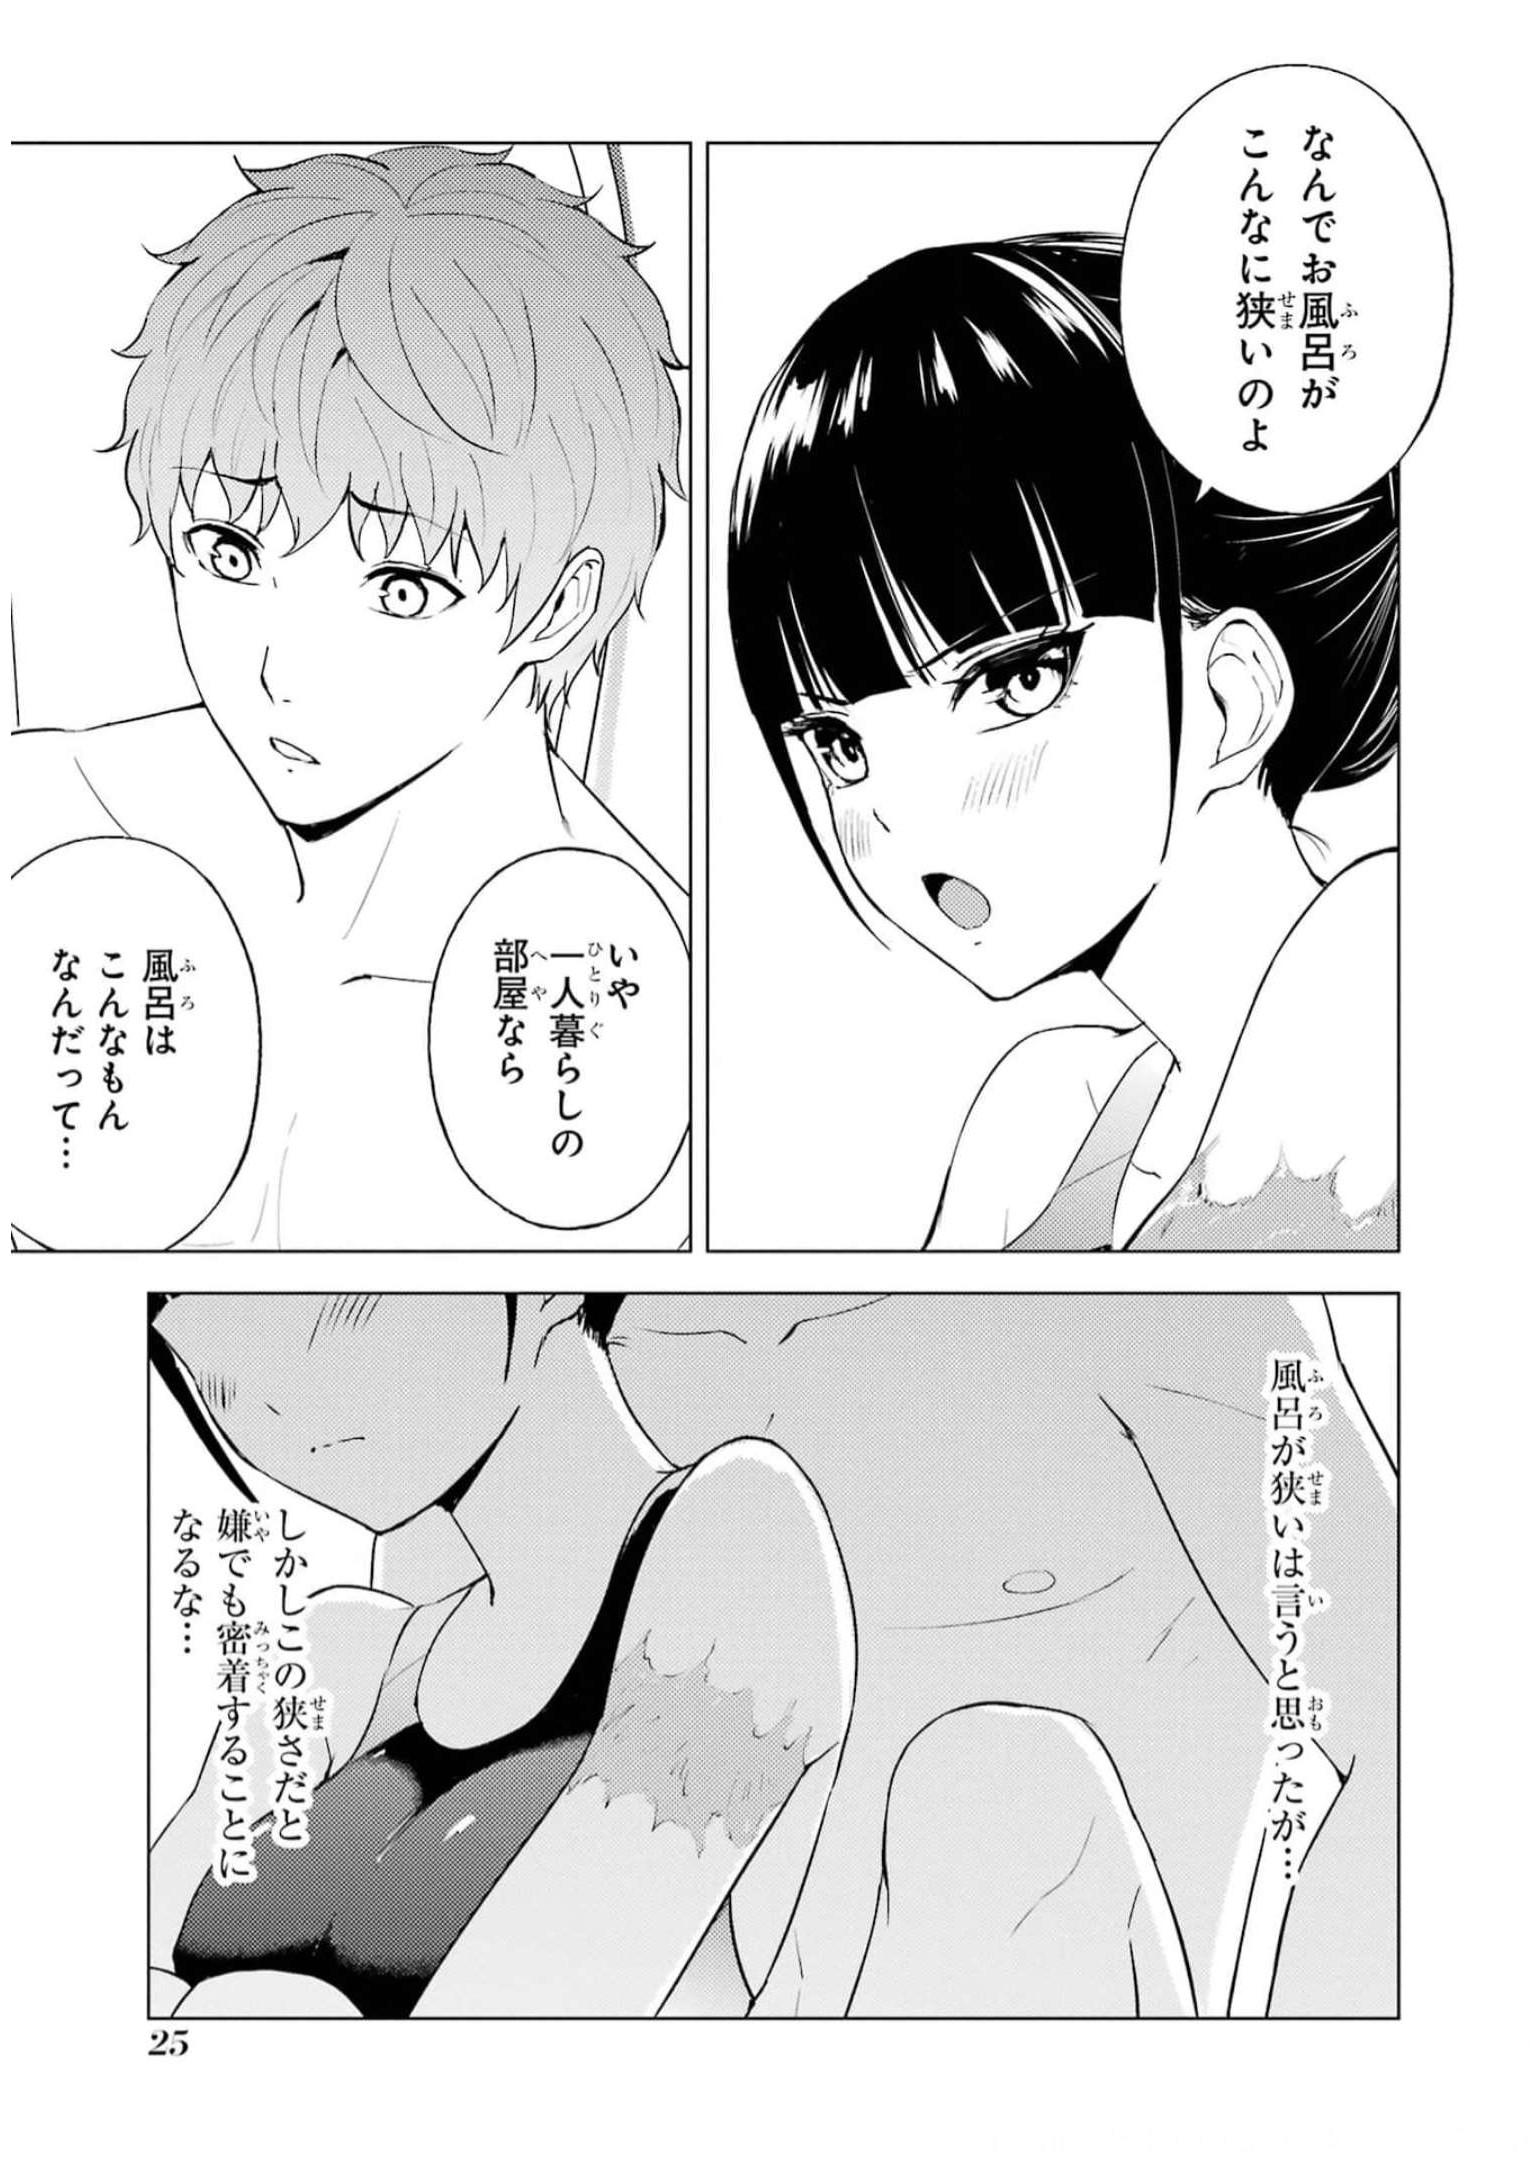 なんでお風呂が
こんなに狭いのよ
いや
一人暮らしの
部屋なら
風呂は
こんなもん
なんだって…
風呂が狭いは言うと思ったが…
しかしこの狭さだと
嫌でも密着することに
なるな…
25